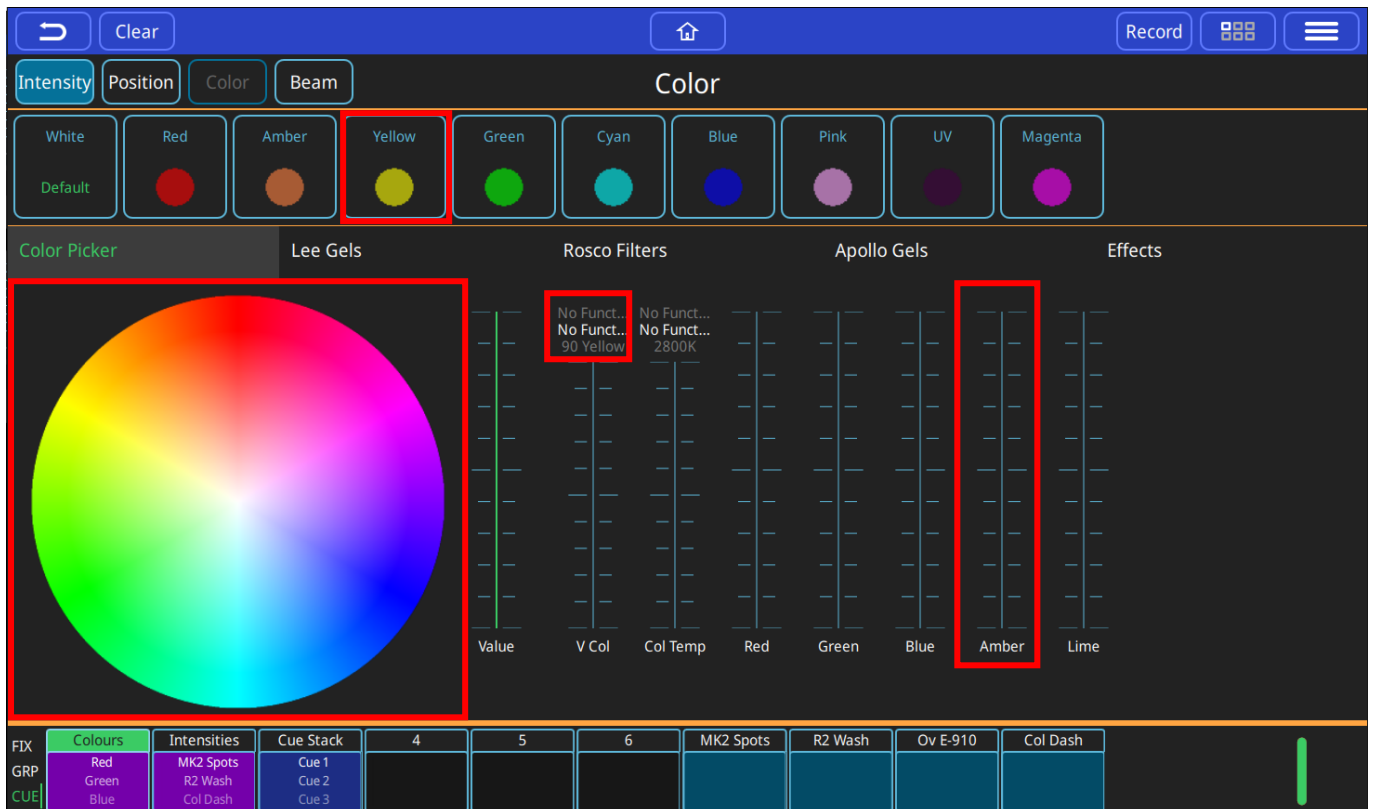 Clear
Record
Intensity Position Color Beam
Color
White Red Amber Yellow Green Cyan Blue Pink UV Magenta
Default
Color Picker Lee Gels Rosco Filters Apollo Gels Effects
No Funct... No Funct...
No Funct... No Funct...
90 Yellow 2800K
Value V Col Col Temp Red Green Blue Amber Lime
FIX Colours Intensities Cue Stack 4 5 6 MK2 Spots R2 Wash Ov E-910 Col Dash
GRP Red MK2 Spots Cue 1
Green R2 Wash Cue 2
CUE Blue Col Dash Cue 3